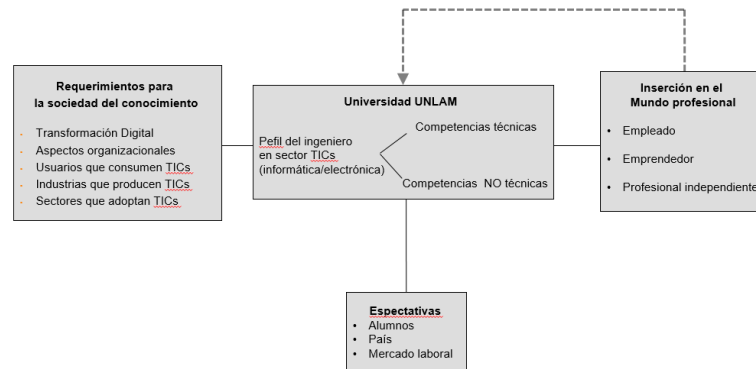 Requerimientos para
la sociedad del conocimiento
Transformación Digital
Aspectos organizacionales
Usuarios que consumen TICs
Industrias que producen TICs
Sectores que adoptan TICs
Universidad UNLAM
Pefil del ingeniero
en sector TICs
(informática/electrónica)
Competencias técnicas
Competencias NO técnicas
Inserción en el
Mundo profesional
• Empleado
• Emprendedor
• Profesional independiente
Espectativas
• Alumnos
• País
• Mercado laboral